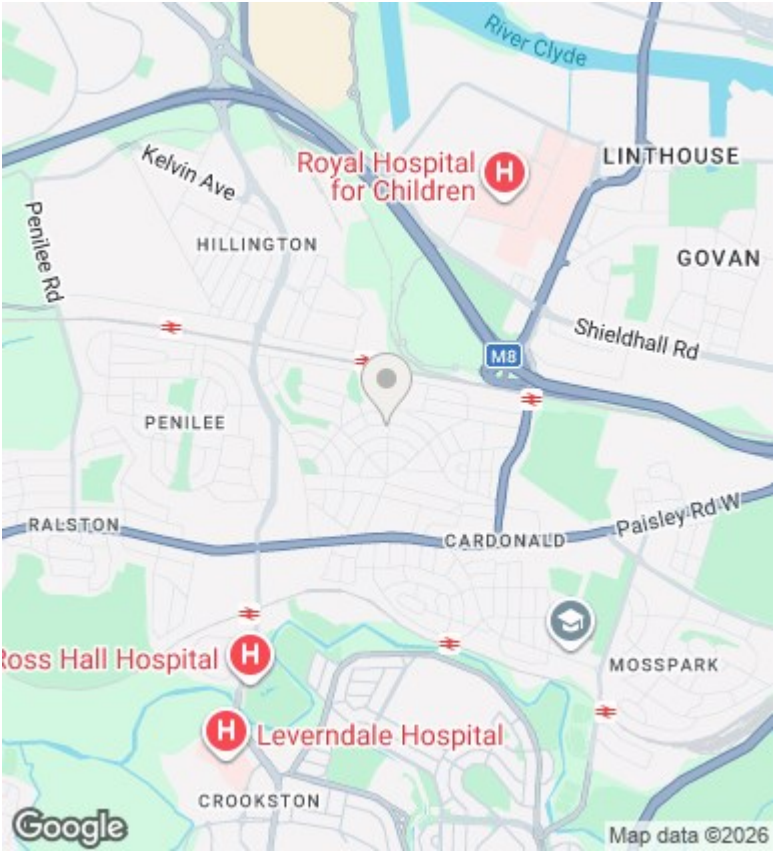 River Clyde
LINTHOUSE
Kelvin Ave
Royal Hospital
for Children
H
Penilee Rd
HILLINGTON
GOVAN
Shieldhall Rd
M8
PENILEE
RALSTON
CARDONALD
Paisley Rd W
Ross Hall Hospital
H
MOSSPARK
H
Leverndale Hospital
CROOKSTON
Google
Map data ©2026